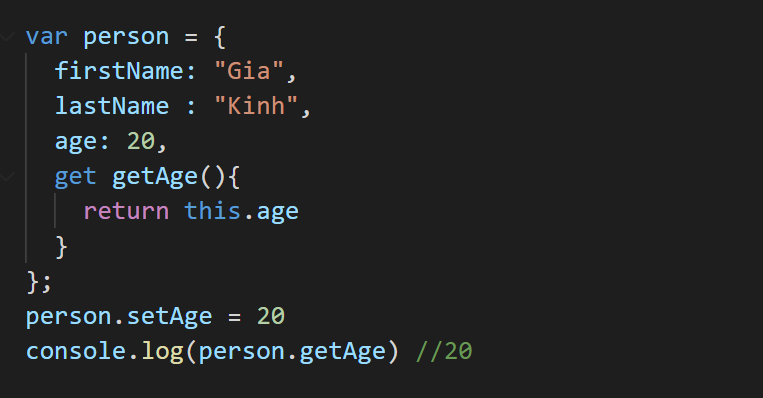 var person = {
  firstName: "Gia",
  lastName : "Kinh",
  age: 20,
  get getAge(){
    return this.age
  }
};
person.setAge = 20
console.log(person.getAge) //20